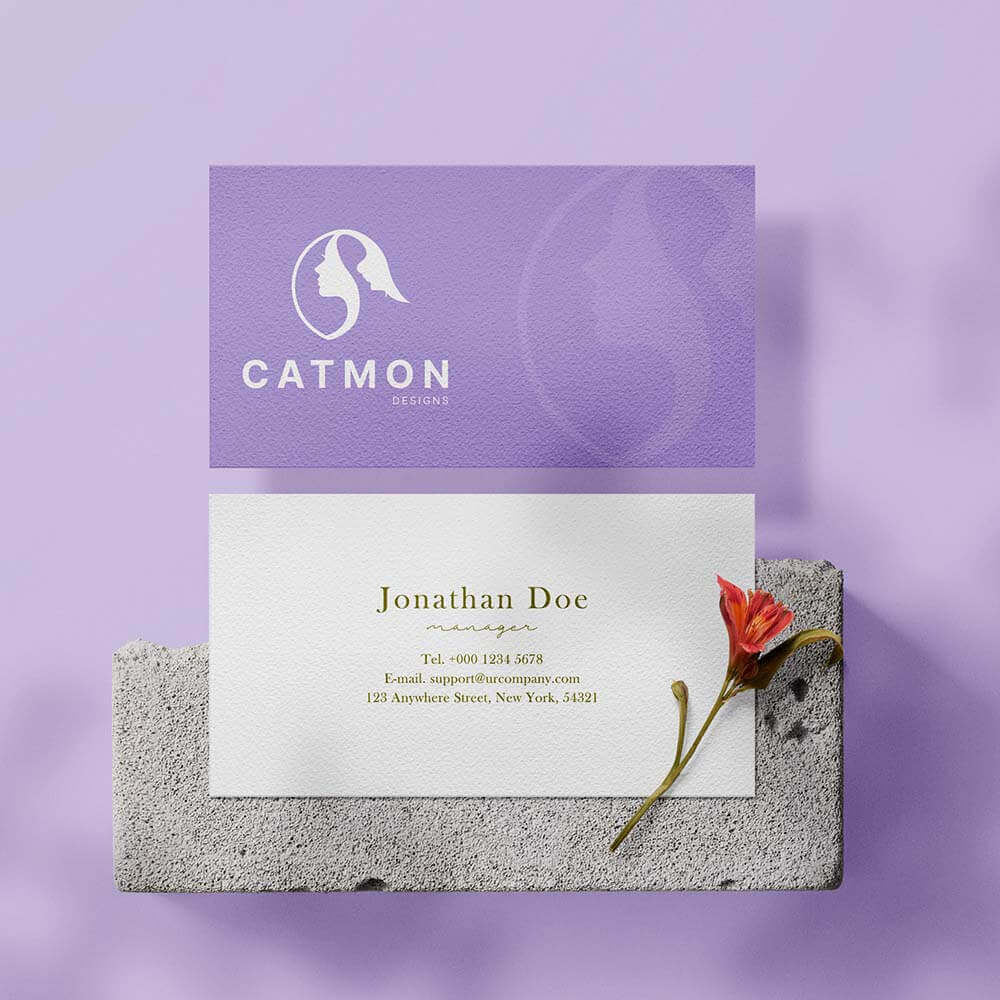 CATMON
DESIGNS
Jonathan Doe
manager
Tel. +000 1234 5678
E-mail. support@urcompany.com
123 Anywhere Street, New York, 54321